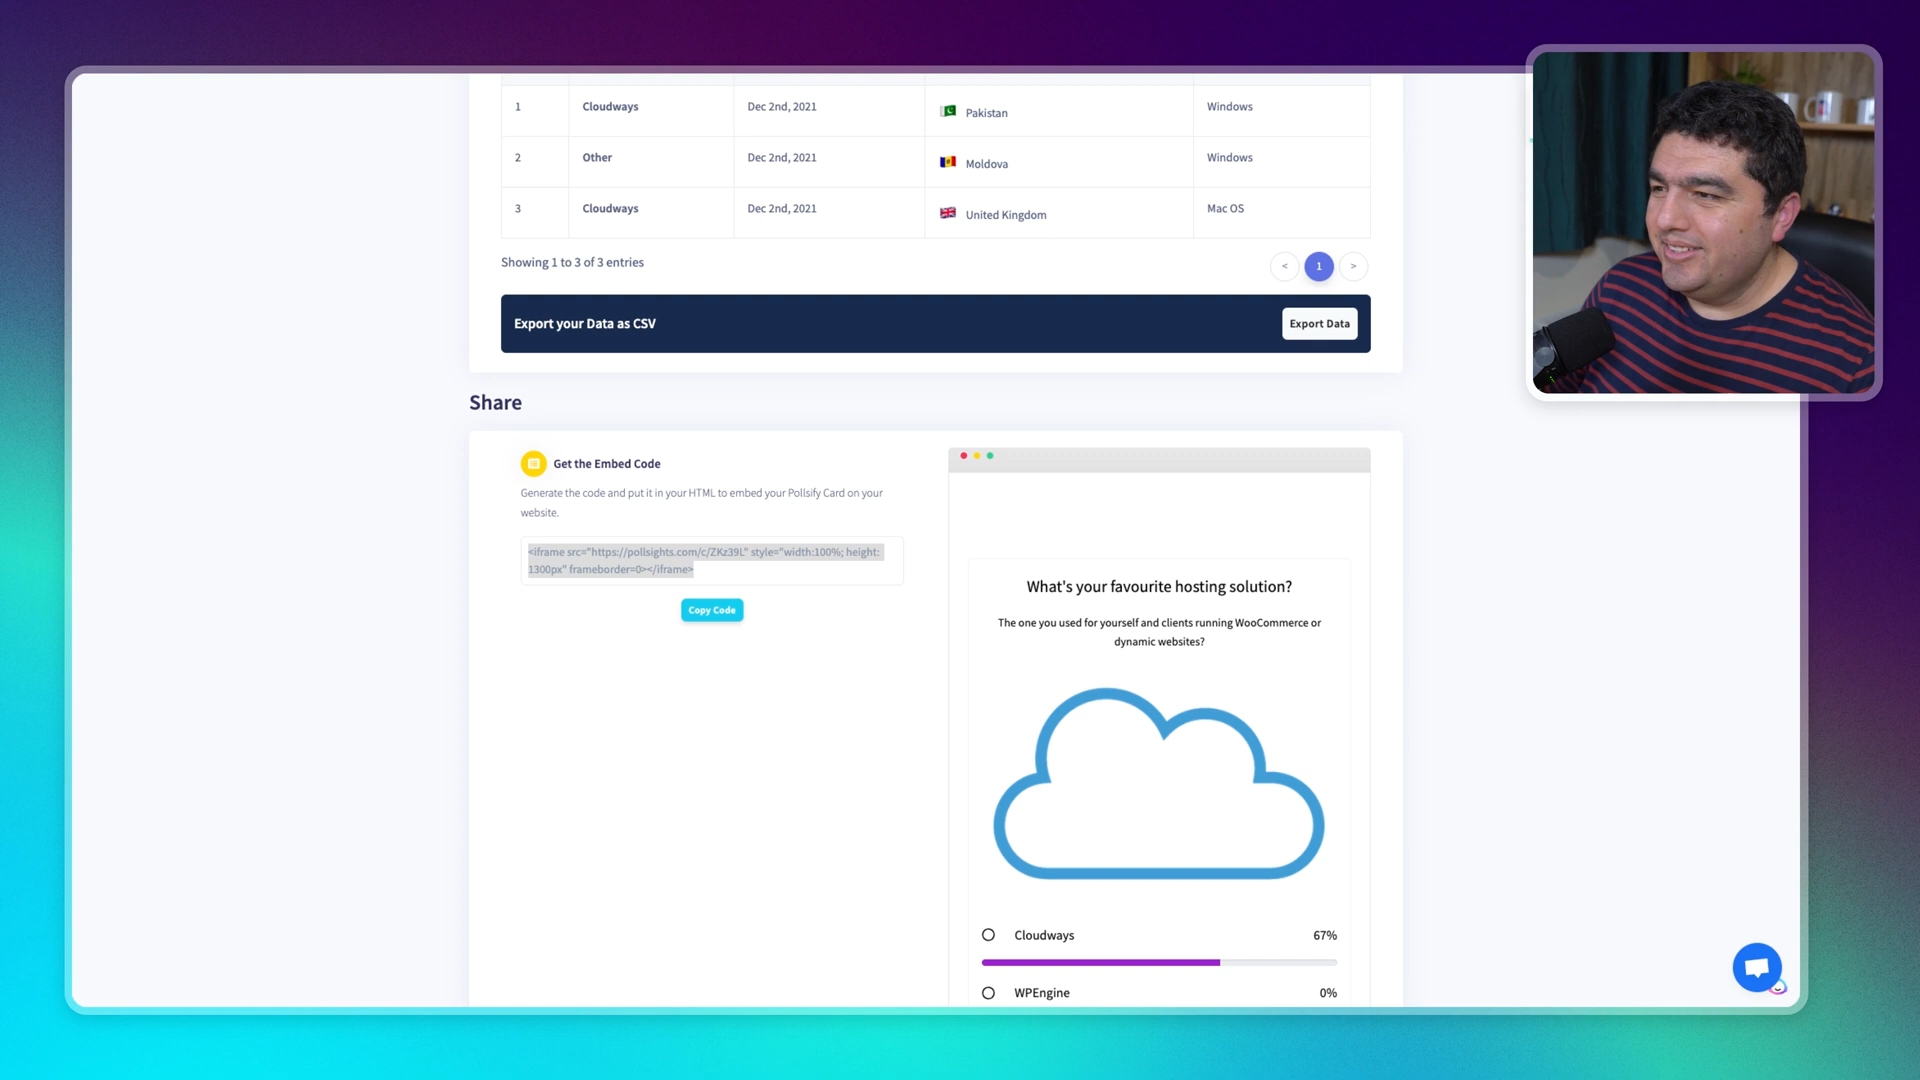 1 Cloudways Dec 2nd, 2021 Pakistan Windows
2 Other Dec 2nd, 2021 Moldova Windows
3 Cloudways Dec 2nd, 2021 United Kingdom Mac OS
Showing 1 to 3 of 3 entries
< 1 >
Export your Data as CSV
Export Data
Share
Get the Embed Code
Generate the code and put it in your HTML to embed your Pollsify Card on your
website.
<iframe src="https://pollsights.com/c/ZKz39L" style="width:100%; height:
1300px" frameborder=0></iframe>
Copy Code
What's your favourite hosting solution?
The one you used for yourself and clients running WooCommerce or
dynamic websites?
Cloudways 67%
WPEngine 0%